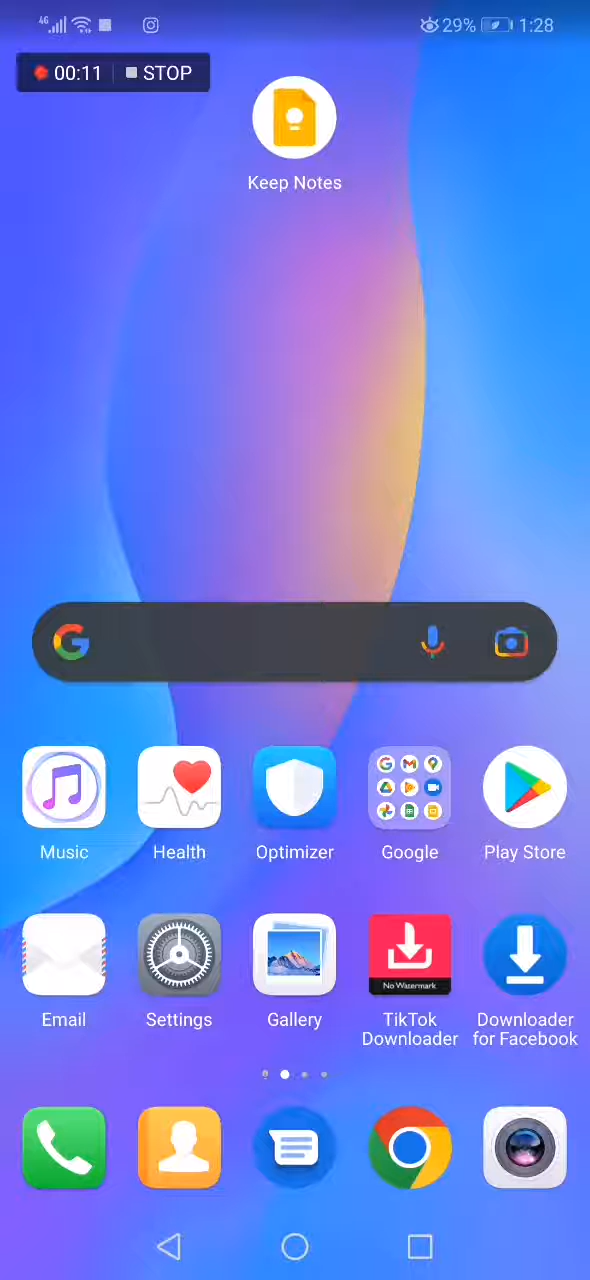 4G 29% 1:28
00:11 STOP
Keep Notes
Music Health Optimizer Google Play Store
No Watermark
Email Settings Gallery TikTok Downloader Downloader for Facebook